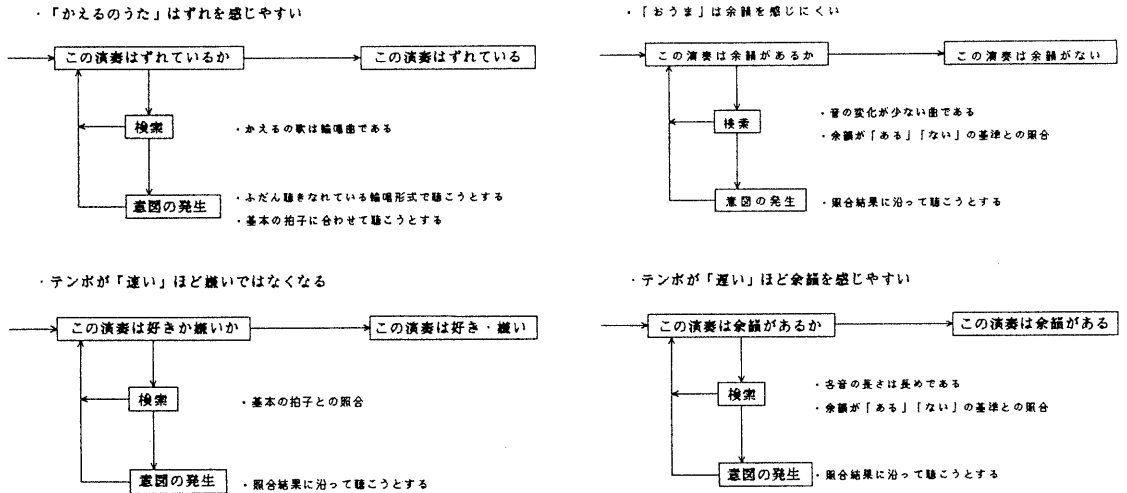 ・「かえるのうた」はずれを感じやすい
この演奏はずれているか
この演奏はずれている
検索
・かえるの歌は輪唱曲である
意図の発生
・ふだん聴きなれている輪唱形式で聴こうとする
・基本の拍子に合わせて聴こうとする
・「おうま」は余韻を感じにくい
この演奏は余韻があるか
この演奏は余韻がない
検索
・音の変化が少ない曲である
・余韻が「ある」「ない」の基準との照合
意図の発生
・照合結果に沿って聴こうとする
・テンポが「速い」ほど嫌いではなくなる
この演奏は好きか嫌いか
この演奏は好き・嫌い
検索
・基本の拍子との照合
意図の発生
・照合結果に沿って聴こうとする
・テンポが「遅い」ほど余韻を感じやすい
この演奏は余韻があるか
この演奏は余韻がある
検索
・各音の長さは長めである
・余韻が「ある」「ない」の基準との照合
意図の発生
・照合結果に沿って聴こうとする